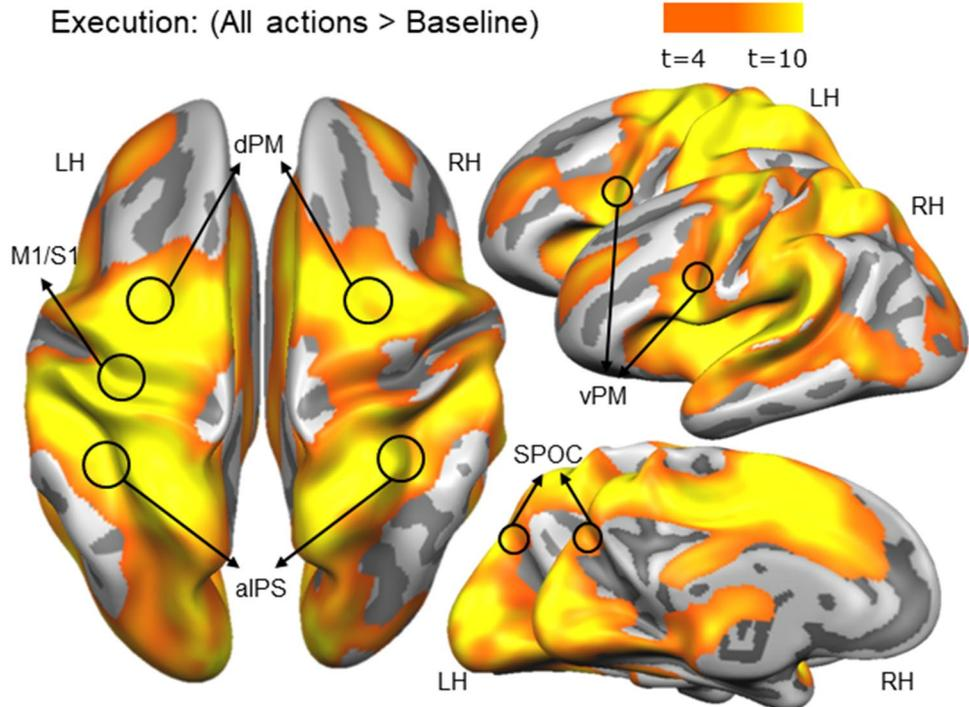 Execution: (All actions > Baseline)
t=4 t=10
LH
dPM
LH
RH
RH
M1/S1
vPM
SPOC
aIPS
LH
RH